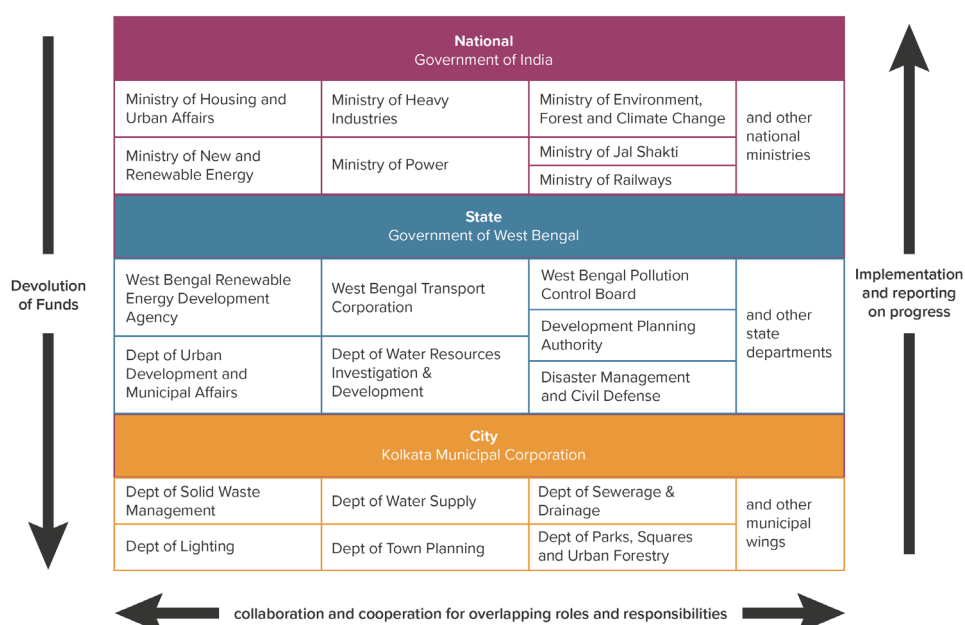 National
Government of India
Ministry of Housing and
Urban Affairs
Ministry of Heavy
Industries
Ministry of Environment,
Forest and Climate Change
and other
national
ministries
Ministry of New and
Renewable Energy
Ministry of Power
Ministry of Jal Shakti
Ministry of Railways
State
Government of West Bengal
Devolution
of Funds
West Bengal Renewable
Energy Development
Agency
West Bengal Transport
Corporation
West Bengal Pollution
Control Board
Development Planning
Authority
and other
state
departments
Dept of Urban
Development and
Municipal Affairs
Dept of Water Resources
Investigation &
Development
Disaster Management
and Civil Defense
Implementation
and reporting
on progress
City
Kolkata Municipal Corporation
Dept of Solid Waste
Management
Dept of Water Supply
Dept of Sewerage &
Drainage
and other
municipal
wings
Dept of Lighting
Dept of Town Planning
Dept of Parks, Squares
and Urban Forestry
collaboration and cooperation for overlapping roles and responsibilities